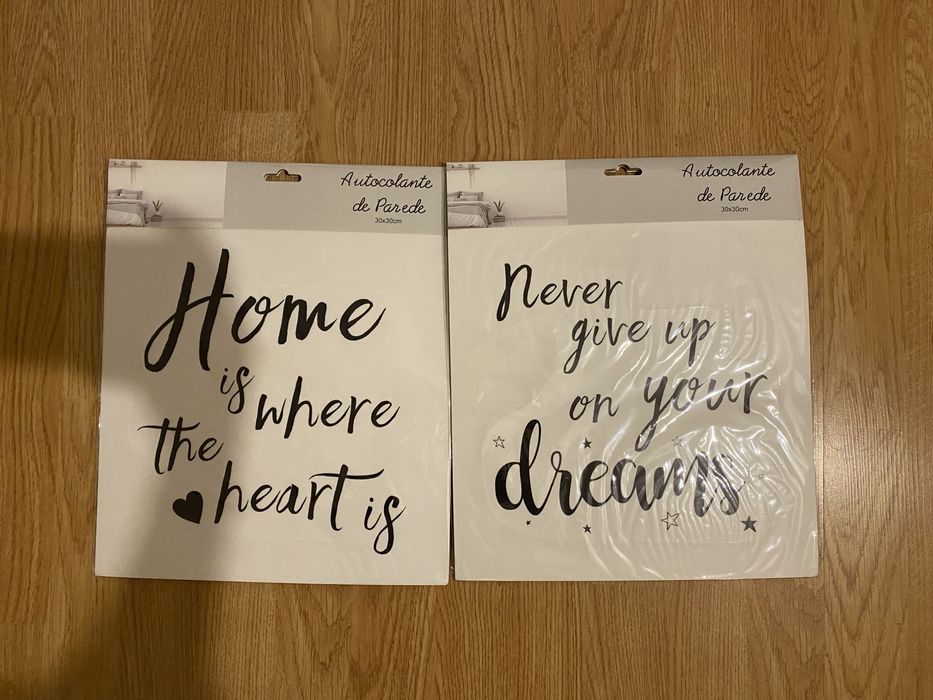 Autocolante
de Parede
30x30cm
Home
is where
the
heart is
Autocolante
de Parede
30x30cm
Never
give up
on your
dreams